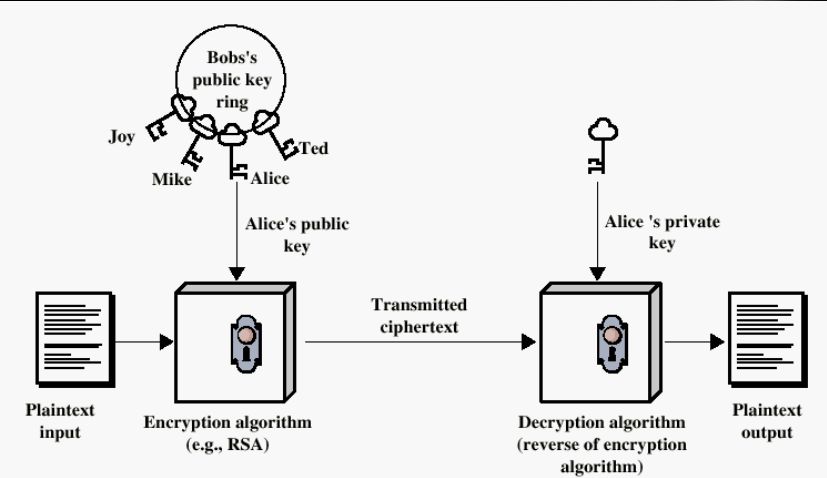 Bobs's
public key
ring
Joy
Mike
Alice
Ted
Alice's public
key
Alice 's private
key
Transmitted
ciphertext
Plaintext
input
Encryption algorithm
(e.g., RSA)
Decryption algorithm
(reverse of encryption
algorithm)
Plaintext
output